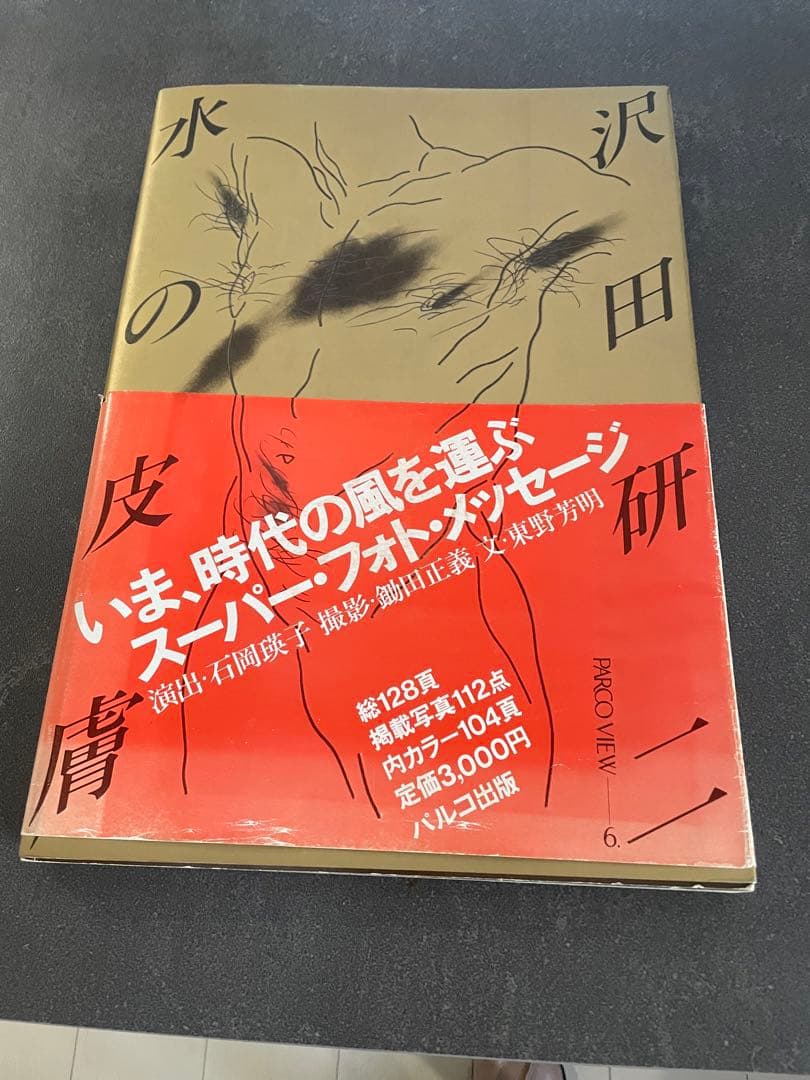 沢田研二
水の皮膚
いま、時代の風を運ぶ
スーパー・フォト・メッセージ
演出・石岡瑛子 撮影・鋤田正義 文・東野芳明
総128頁
掲載写真112点
内カラー104頁
定価3,000円
パルコ出版
PARCO VIEW—6.